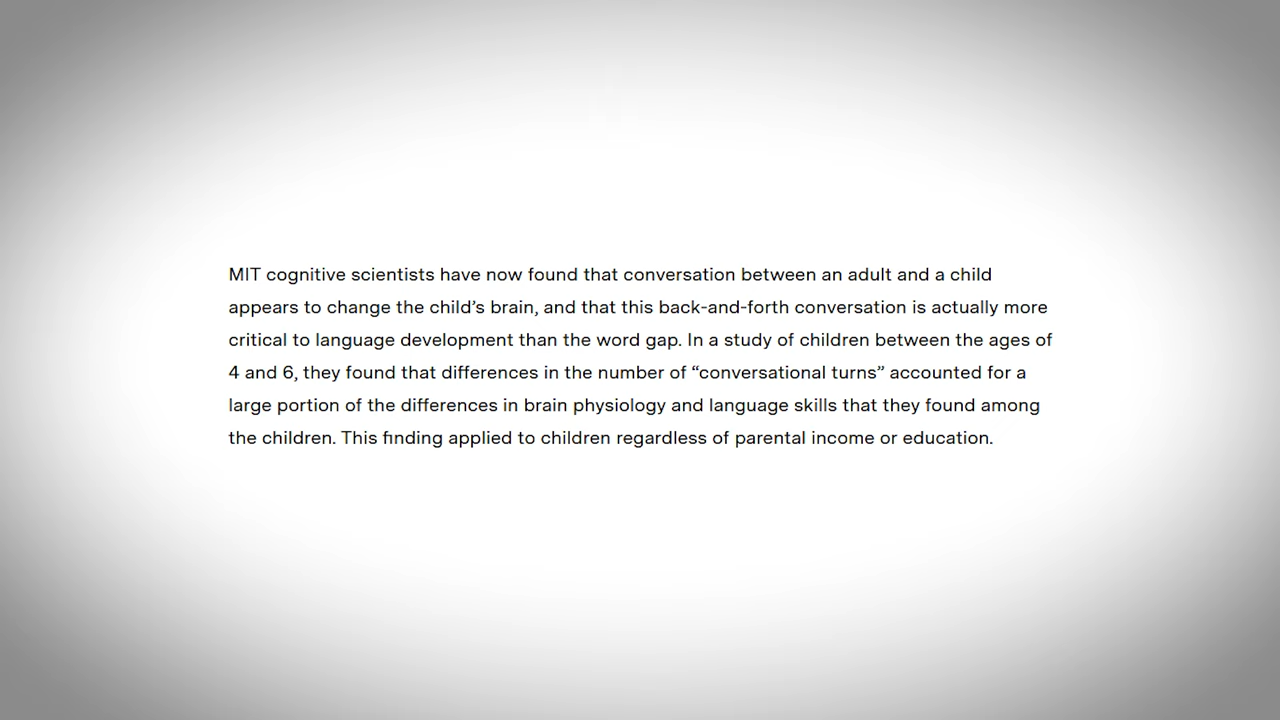 MIT cognitive scientists have now found that conversation between an adult and a child
appears to change the child’s brain, and that this back-and-forth conversation is actually more
critical to language development than the word gap. In a study of children between the ages of
4 and 6, they found that differences in the number of “conversational turns” accounted for a
large portion of the differences in brain physiology and language skills that they found among
the children. This finding applied to children regardless of parental income or education.